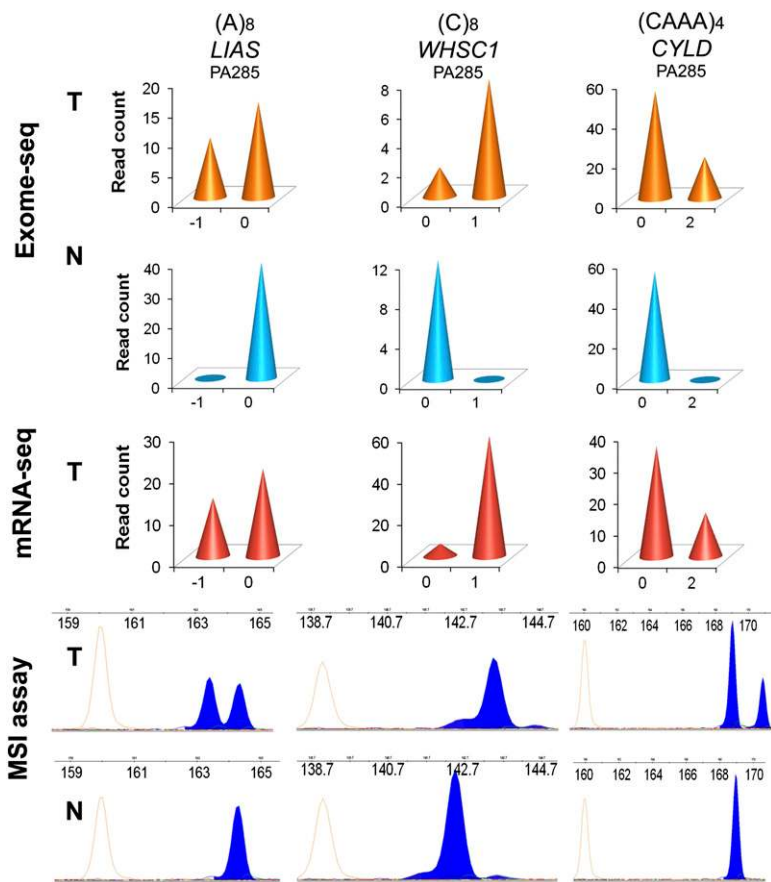 (A)8 (C)8 (CAAA)4
LIAS WHSC1 CYLD
PA285 PA285 PA285
Exome-seq
T
Read count
20 15 10 5 0
-1 0
8 6 4 2 0
0 1
60 40 20 0
0 2
N
Read count
40 30 20 10 0
-1 0
12 8 4 0
0 1
60 40 20 0
0 2
mRNA-seq
T
Read count
30 20 10 0
-1 0
60 40 20 0
0 1
40 30 20 10 0
0 2
MSI assay
159 161 163 165
138.7 140.7 142.7 144.7
160 162 164 166 168 170
T
159 161 163 165
138.7 140.7 142.7 144.7
160 162 164 166 168 170
N